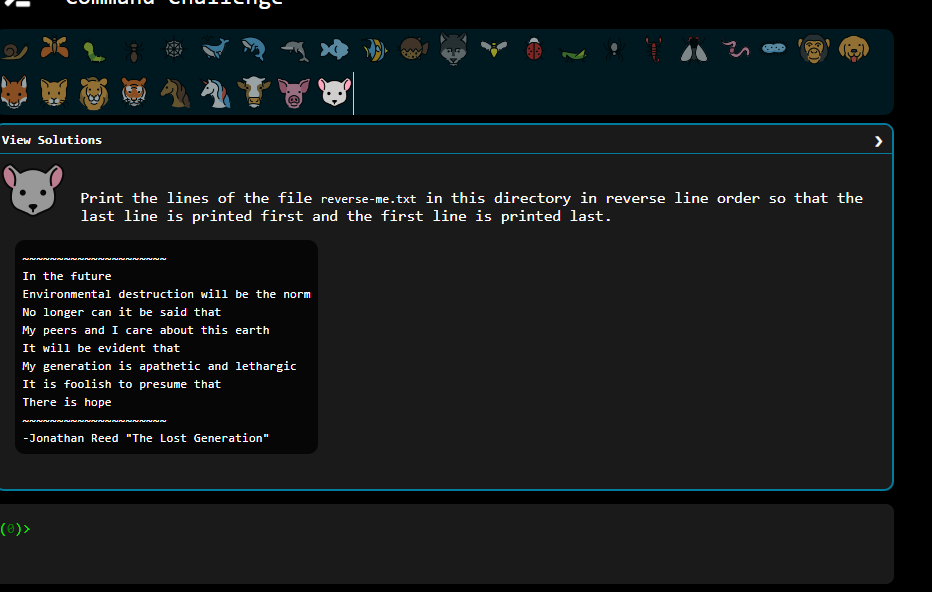 Command Challenge
View Solutions
Print the lines of the file reverse-me.txt in this directory in reverse line order so that the
last line is printed first and the first line is printed last.
~~~~~~~~~~~~~~~~~~~~~
In the future
Environmental destruction will be the norm
No longer can it be said that
My peers and I care about this earth
It will be evident that
My generation is apathetic and lethargic
It is foolish to presume that
There is hope
~~~~~~~~~~~~~~~~~~~~~
-Jonathan Reed "The Lost Generation"
(0)>